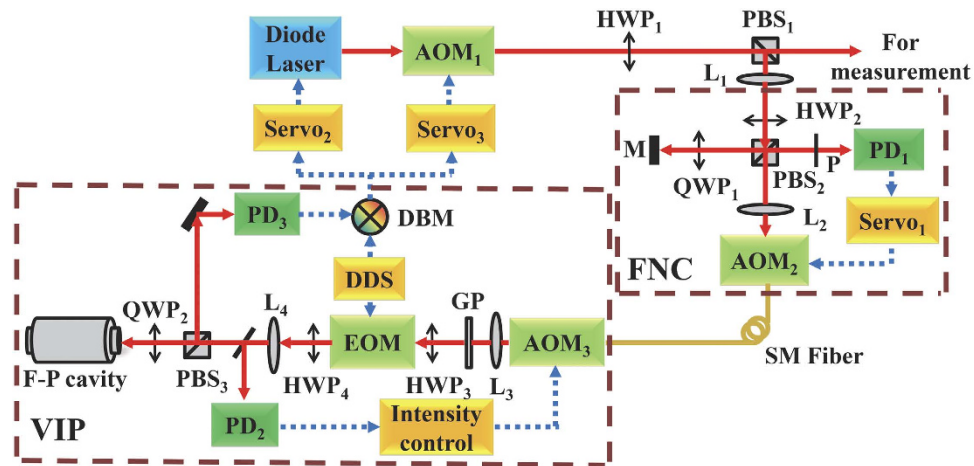 Diode
Laser
AOM₁
HWP₁
PBS₁
For
measurement
L₁
Servo₂
Servo₃
HWP₂
M
QWP₁
PBS₂
P
PD₁
L₂
Servo₁
AOM₂
FNC
PD₃
DBM
DDS
QWP₂
L₄
GP
EOM
AOM₃
SM Fiber
F-P cavity
PBS₃
HWP₄
HWP₃
L₃
PD₂
Intensity
control
VIP